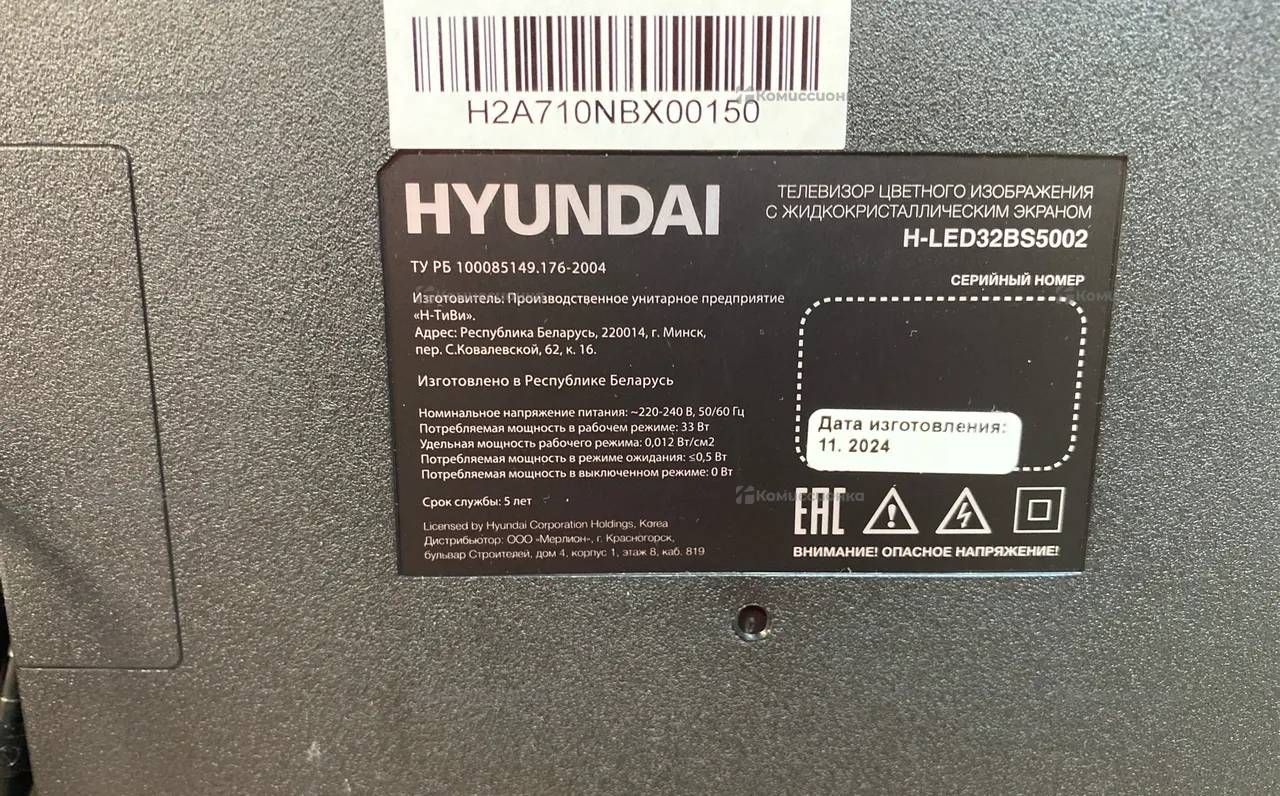 H2A710NBX00150
HYUNDAI
ТЕЛЕВИЗОР ЦВЕТНОГО ИЗОБРАЖЕНИЯ
С ЖИДКОКРИСТАЛЛИЧЕСКИМ ЭКРАНОМ
H-LED32BS5002
ТУ РБ 100085149.176-2004
СЕРИЙНЫЙ НОМЕР
Изготовитель: Производственное унитарное предприятие
«Н-ТиВи».
Адрес: Республика Беларусь, 220014, г. Минск,
пер. С.Ковалевской, 62, к. 16.
Изготовлено в Республике Беларусь
Номинальное напряжение питания: ~220-240 В, 50/60 Гц
Потребляемая мощность в рабочем режиме: 33 Вт
Удельная мощность рабочего режима: 0,012 Вт/см2
Потребляемая мощность в режиме ожидания: ≤0,5 Вт
Потребляемая мощность в выключенном режиме: 0 Вт
Срок службы: 5 лет
Licensed by Hyundai Corporation Holdings, Korea
Дистрибьютор: ООО «Мерлион», г. Красногорск,
бульвар Строителей, дом 4, корпус 1, этаж 8, каб. 819
Дата изготовления:
11. 2024
ЕАС
ВНИМАНИЕ! ОПАСНОЕ НАПРЯЖЕНИЕ!
Комиссионка